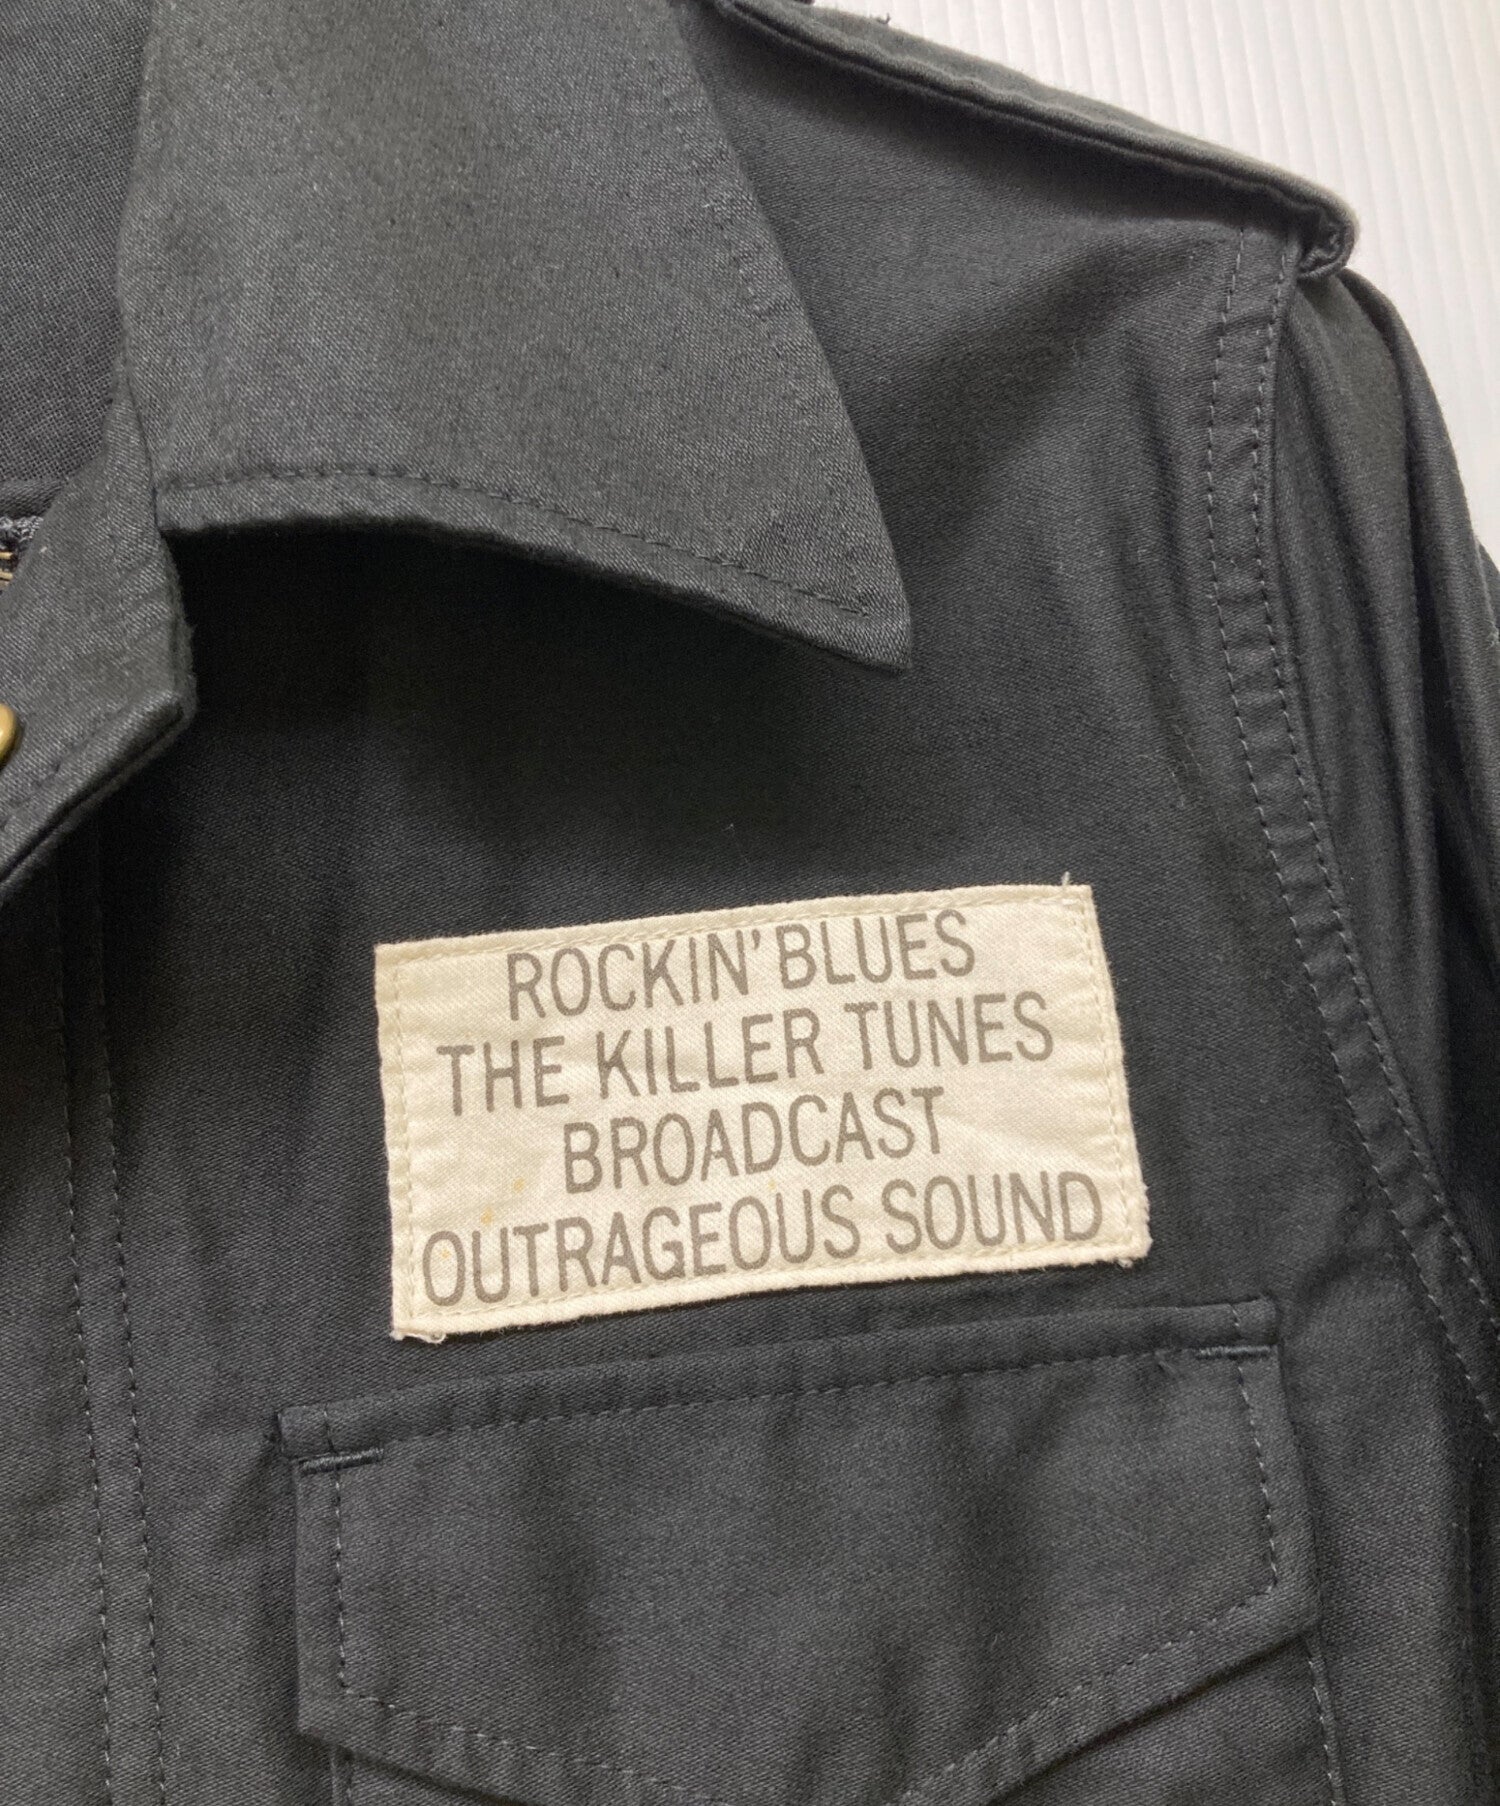 ROCKIN' BLUES
THE KILLER TUNES
BROADCAST
OUTRAGEOUS SOUND